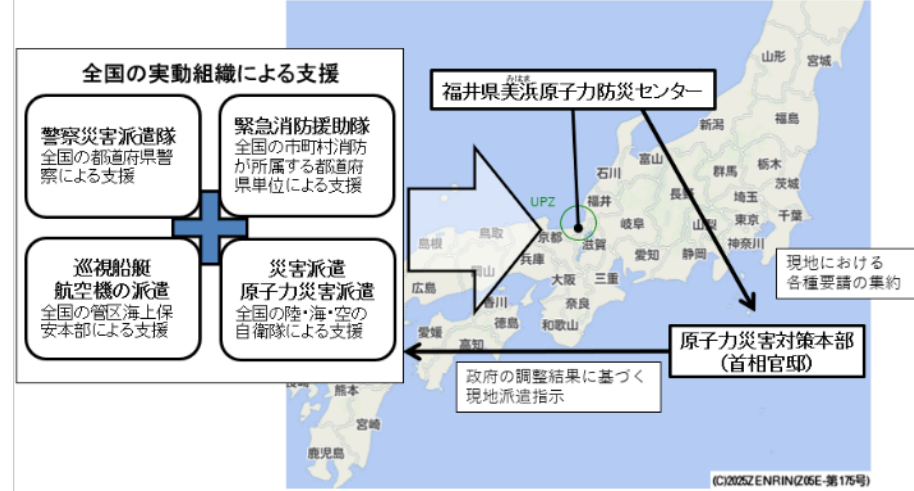 全国の実動組織による支援
警察災害派遣隊
全国の都道府県警
察による支援
緊急消防援助隊
全国の市町村消防
が所属する都道府
県単位による支援
巡視船艇
航空機の派遣
全国の管区海上保
安本部による支援
災害派遣
原子力災害派遣
全国の陸・海・空の
自衛隊による支援
みはま
福井県美浜原子力防災センター
UPZ
山形
宮城
新潟
福島
富山
石川
群馬
栃木
福井
長野
茨城
埼玉
岐阜
山梨
東京
千葉
京都
滋賀
神奈川
島根
鳥取
兵庫
愛知
静岡
岡山
大阪
三重
広島
香川
奈良
徳島
和歌山
愛媛
高知
長崎
熊本
宮崎
鹿児島
現地における
各種要請の集約
原子力災害対策本部
(首相官邸)
政府の調整結果に基づく
現地派遣指示
(C)2025ZENRIN(Z05E-第175号)